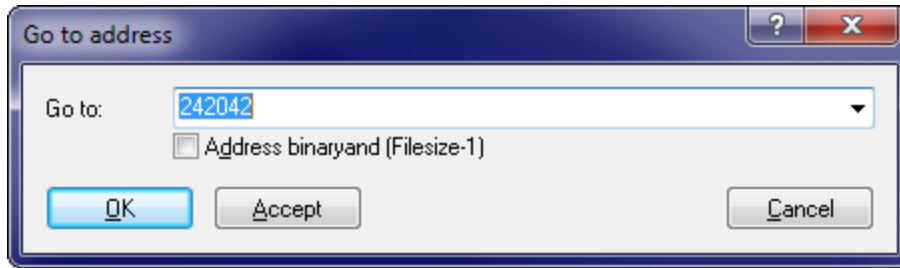 Go to address ?
Go to: 242042
Address binaryand (Filesize-1)
OK Accept Cancel